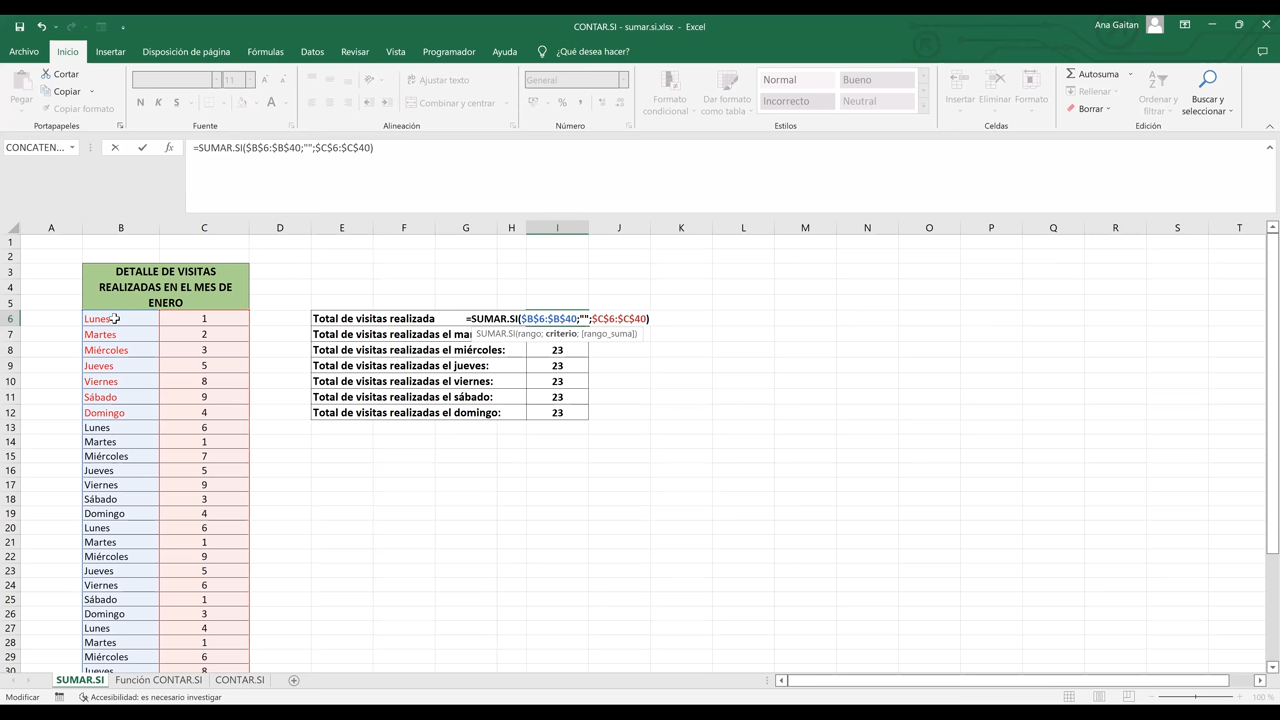 CONTAR.SI - sumar.si.xlsx - Excel
Ana Gaitan
Archivo Inicio Insertar Disposición de página Fórmulas Datos Revisar Vista Programador Ayuda ¿Qué desea hacer?
Pegar
Cortar
Copiar
Copiar formato
11
N K S
A A
A
Ajustar texto
Combinar y centrar
General
% 000
Formato condicional
Dar formato como tabla
Normal Bueno
Incorrecto Neutral
Insertar Eliminar Formato
Autosuma
Rellenar
Borrar
Ordenar y filtrar
Buscar y seleccionar
Portapapeles Fuente Alineación Número Estilos Celdas Edición
CONCATEN... fx =SUMAR.SI($B$6:$B$40;"";$C$6:$C$40)
A B C D E F G H I J K L M N O P Q R S T
1
2
3 DETALLE DE VISITAS
4 REALIZADAS EN EL MES DE
5 ENERO
6 Lunes 1 Total de visitas realizada =SUMAR.SI($B$6:$B$40;"";$C$6:$C$40)
7 Martes 2 Total de visitas realizadas el mar SUMAR.SI(rango; criterio; [rango_suma])
8 Miércoles 3 Total de visitas realizadas el miércoles: 23
9 Jueves 5 Total de visitas realizadas el jueves: 23
10 Viernes 8 Total de visitas realizadas el viernes: 23
11 Sábado 9 Total de visitas realizadas el sábado: 23
12 Domingo 4 Total de visitas realizadas el domingo: 23
13 Lunes 6
14 Martes 1
15 Miércoles 7
16 Jueves 5
17 Viernes 9
18 Sábado 3
19 Domingo 4
20 Lunes 6
21 Martes 1
22 Miércoles 9
23 Jueves 5
24 Viernes 6
25 Sábado 1
26 Domingo 3
27 Lunes 4
28 Martes 1
29 Miércoles 6
30 Jueves 8
SUMAR.SI Función CONTAR.SI CONTAR.SI
Modificar Accesibilidad: es necesario investigar 100 %